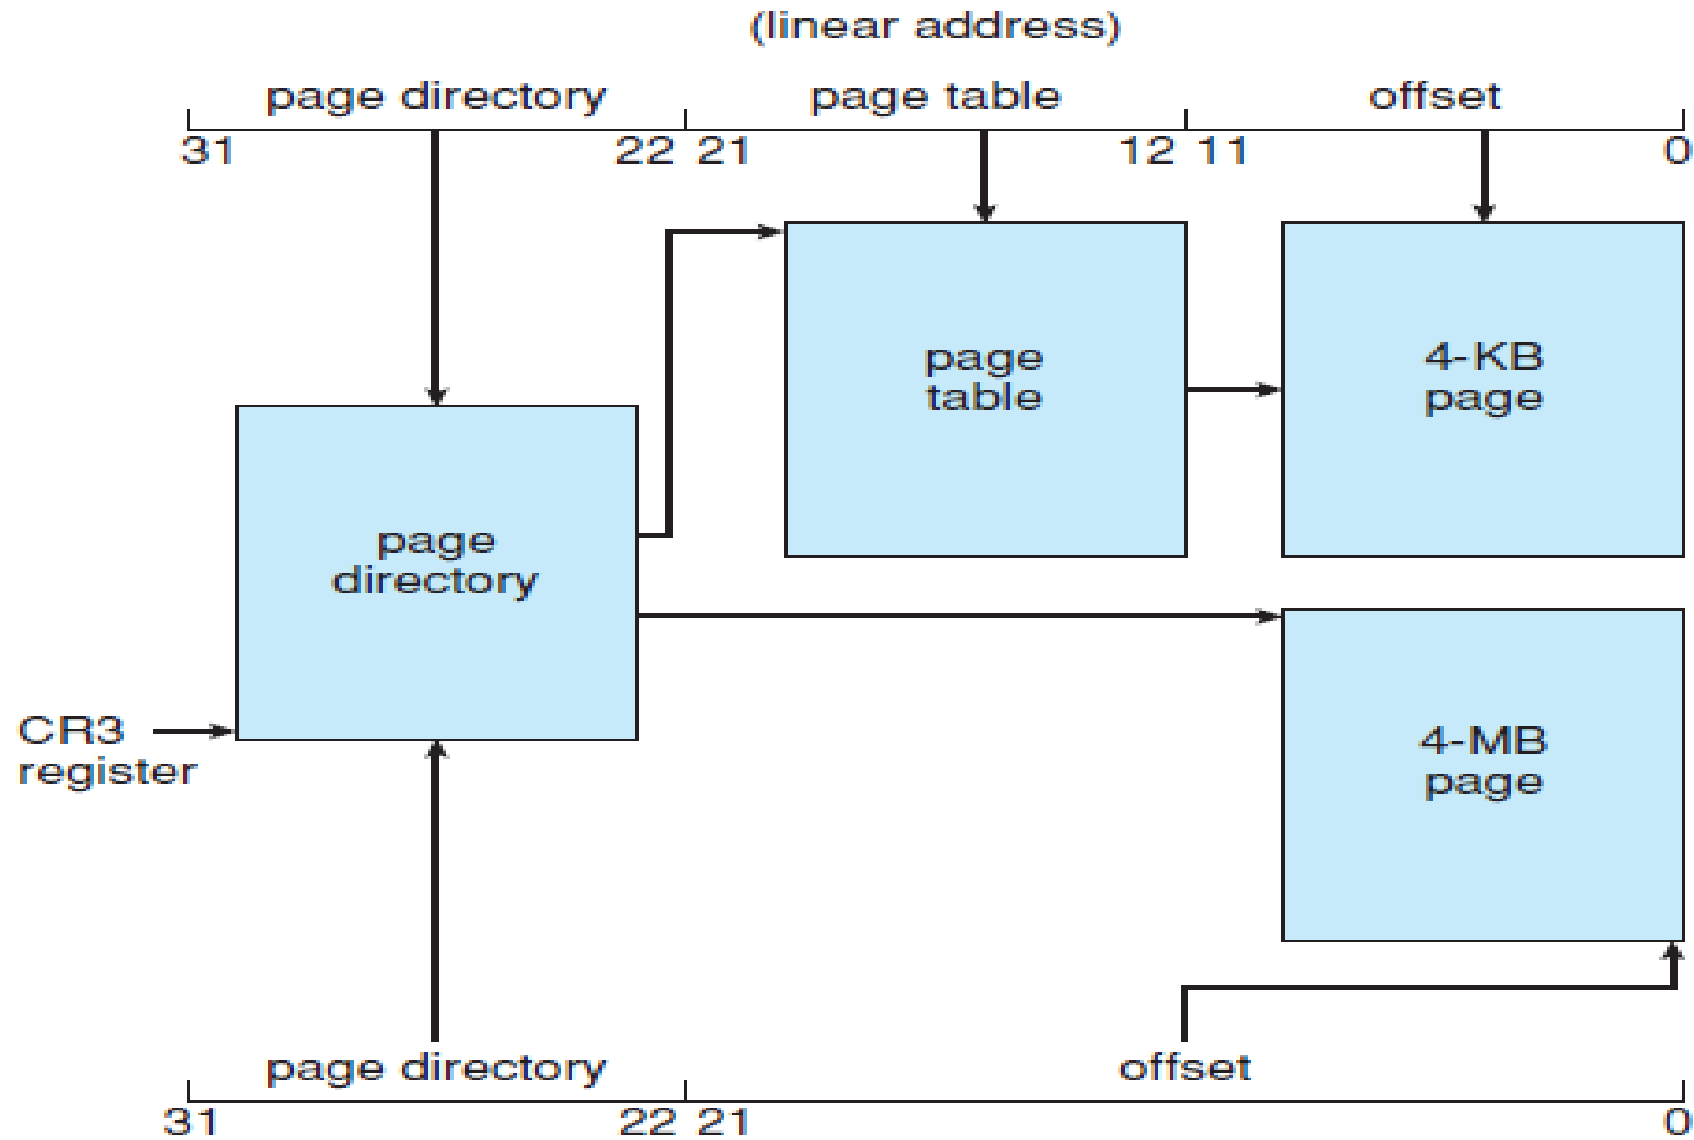 (linear address)
page directory page table offset
31 22 21 12 11 0
page
table
4-KB
page
page
directory
CR3
register
4-MB
page
page directory offset
31 22 21 0